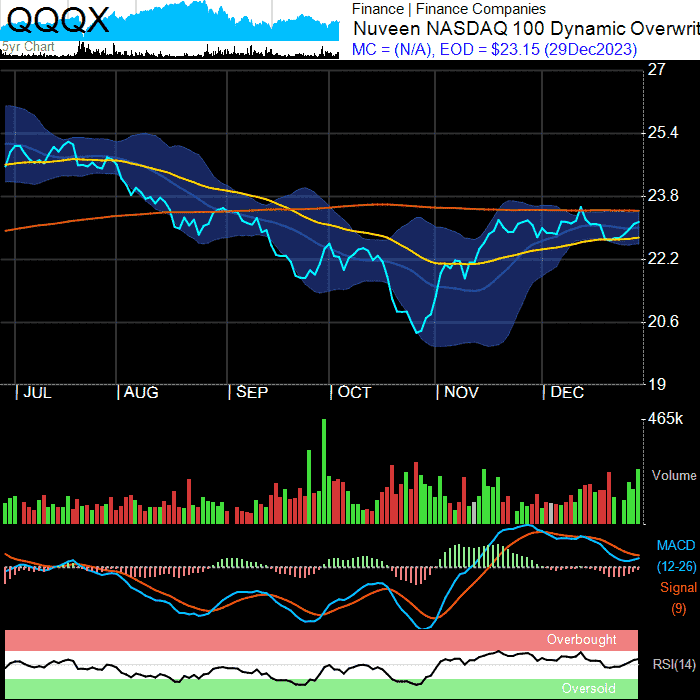 QQQX
5yr Chart
Finance | Finance Companies
Nuveen NASDAQ 100 Dynamic Overwrit
MC = (N/A), EOD = $23.15 (29Dec2023)
27
25.4
23.8
22.2
20.6
19
| JUL | AUG | SEP | OCT | NOV | DEC
465k
Volume
MACD
(12-26)
Signal
(9)
Overbought
RSI(14)
Oversold